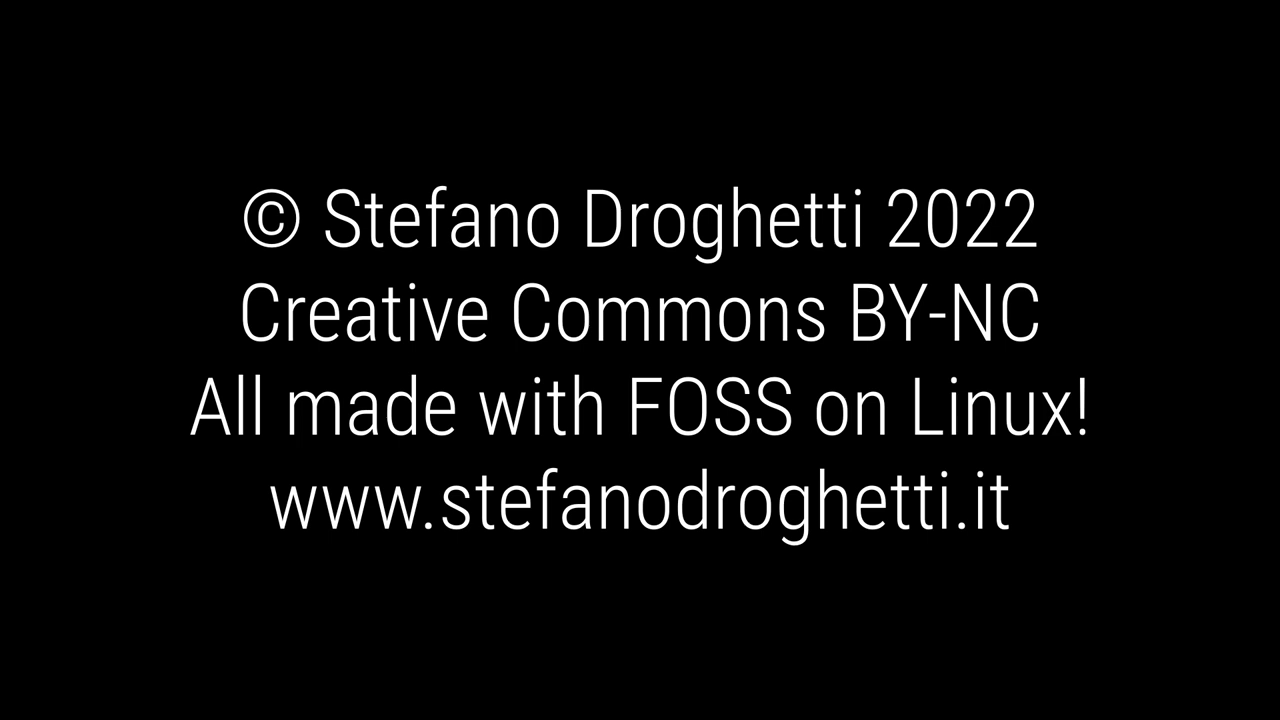 © Stefano Droghetti 2022
Creative Commons BY-NC
All made with FOSS on Linux!
www.stefanodroghetti.it